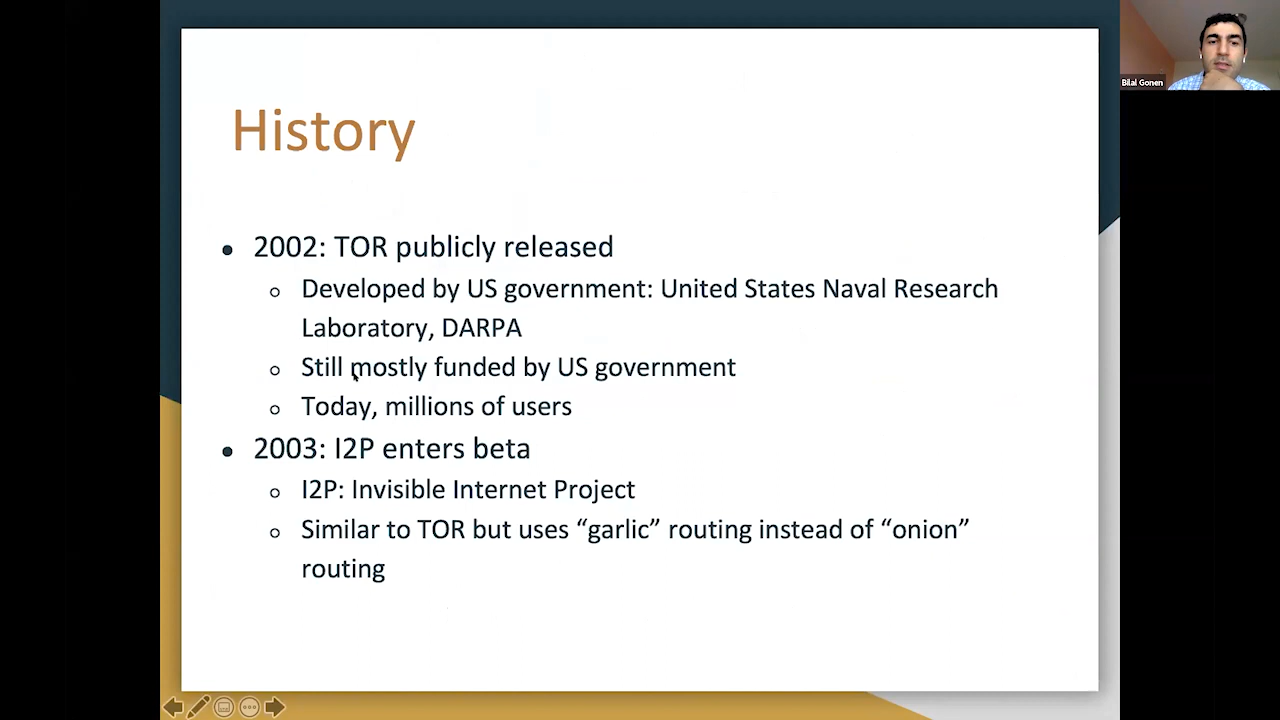 Bilal Gonen
History
• 2002: TOR publicly released
○ Developed by US government: United States Naval Research
Laboratory, DARPA
○ Still mostly funded by US government
○ Today, millions of users
• 2003: I2P enters beta
○ I2P: Invisible Internet Project
○ Similar to TOR but uses “garlic” routing instead of “onion”
routing